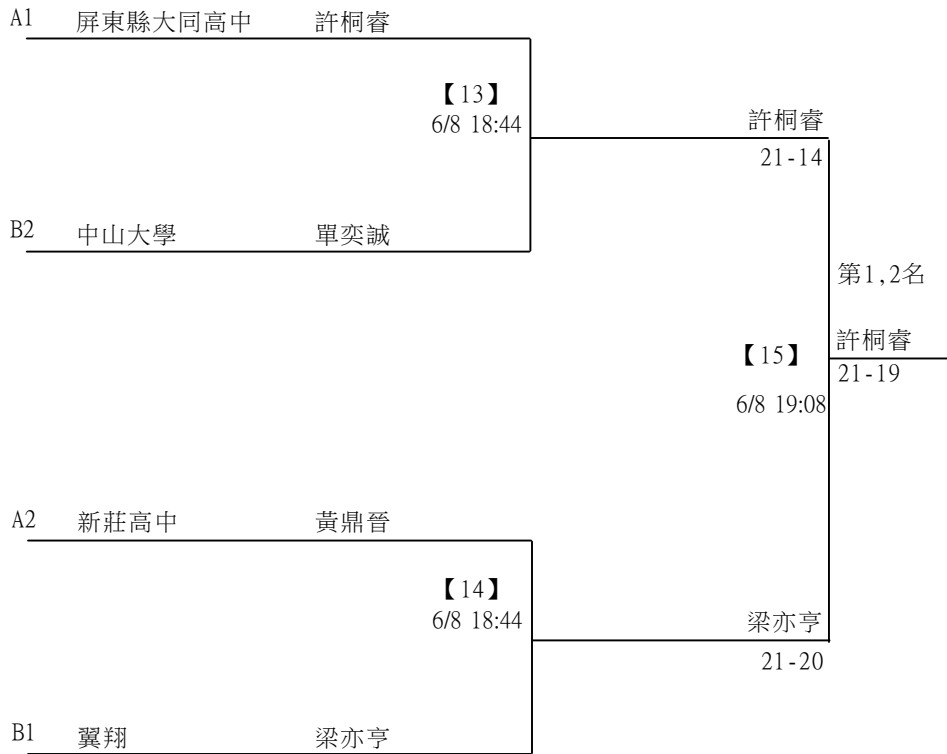 A1 屏東縣大同高中 許桐睿
【13】
6/8 18:44
許桐睿
21-14
B2 中山大學 單奕誠
第1,2名
【15】
許桐睿
21-19
6/8 19:08
A2 新莊高中 黃鼎晉
【14】
6/8 18:44
梁亦亨
21-20
B1 翼翔 梁亦亨